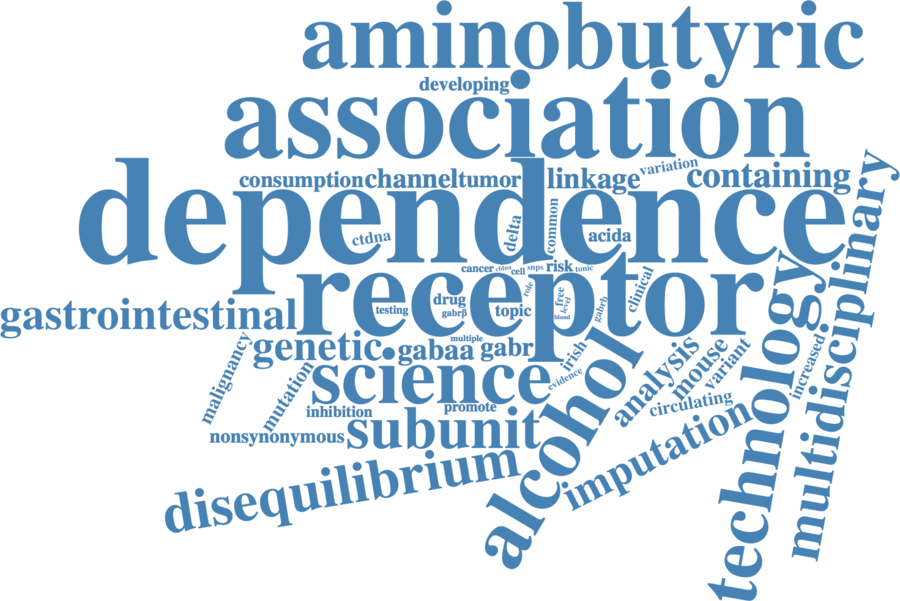 aminobutyric
developing
association
consumption channel tumor linkage variation containing
dependence
ctdna delta common acida
cancer ctdna cell snps risk tonic
receptor
role free level blood gabrb clinical
testing drug gabrβ topic
gastrointestinal
genetic gabaa multiple gabr
science
irish evidence
malignancy
mutation
inhibition promote
nonsynonymous subunit
disequilibrium
alcohol
analysis
mouse
variant
circulating
imputation
increased
technology
multidisciplinary